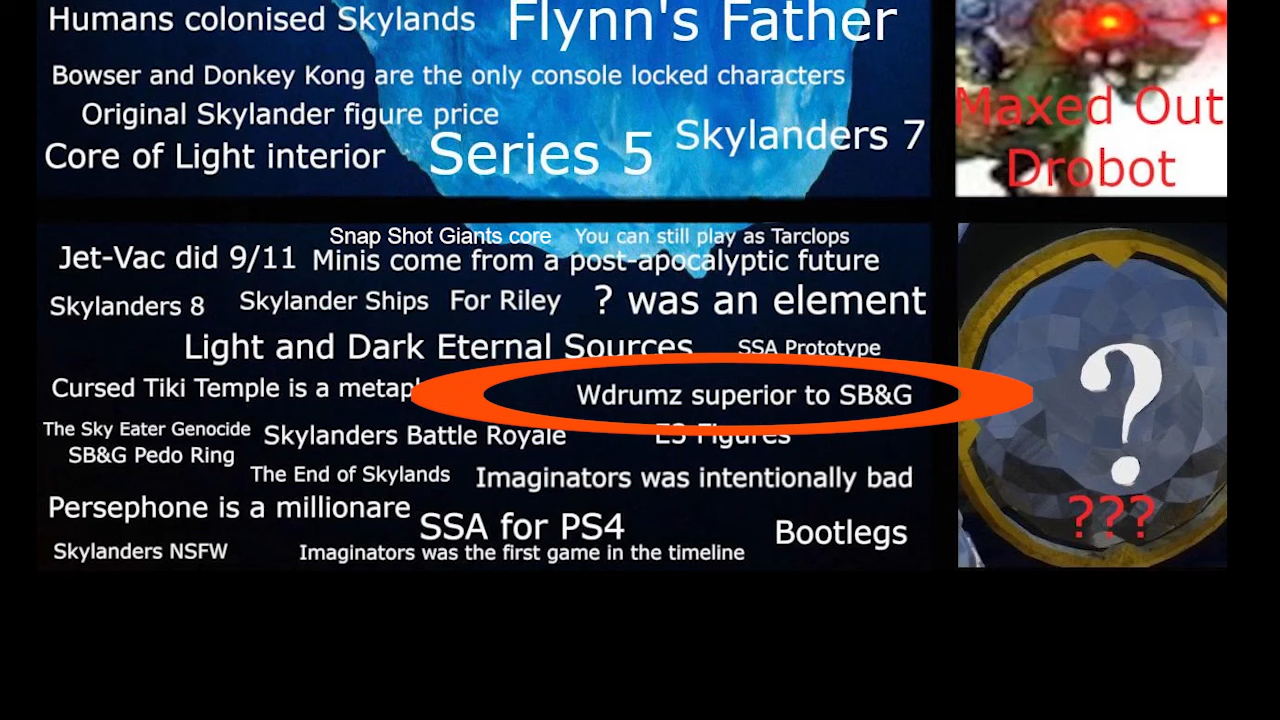 Humans colonised Skylands
Flynn's Father
Bowser and Donkey Kong are the only console locked characters
Original Skylander figure price
Core of Light interior
Series 5
Skylanders 7
Maxed Out
Drobot
Snap Shot Giants core
You can still play as Tarclops
Jet-Vac did 9/11
Minis come from a post-apocalyptic future
Skylanders 8
Skylander Ships
For Riley
? was an element
Light and Dark Eternal Sources
SSA Prototype
Cursed Tiki Temple is a
Wdrumz superior to SB&G
The Sky Eater Genocide
Skylanders Battle Royale
Figures
SB&G Pedo Ring
The End of Skylands
Imaginators was intentionally bad
Persephone is a millionare
SSA for PS4
Bootlegs
Skylanders NSFW
Imaginators was the first game in the timeline
?
???